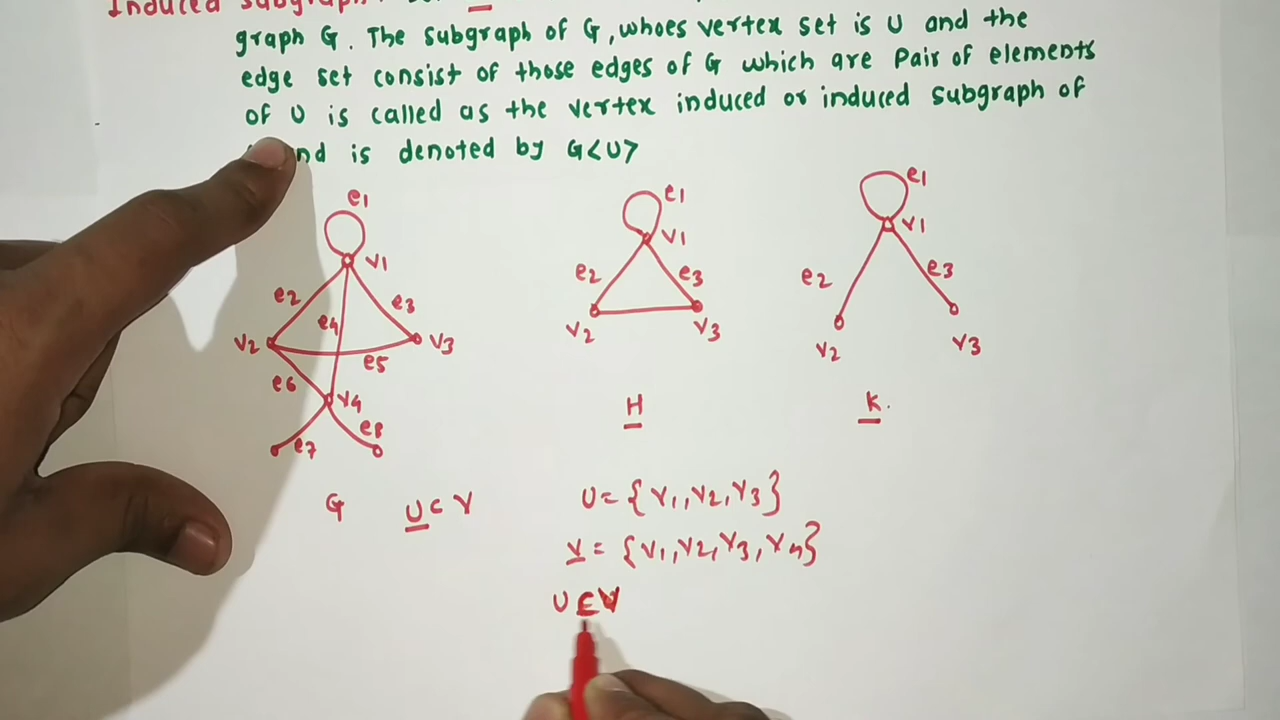 Induced subgraph
graph G. The subgraph of G, whoes vertex set is U and the
edge set consist of those edges of G which are Pair of elements
of U is called as the vertex induced or induced subgraph of
is denoted by G<U>
e1 e1 e1
v1 v1 v1
e2 e3 e2 e3 e2 e3
e4
v2 v3 v2 v3 v2 v3
e5
e6
v4
e7 e8
H K.
G U⊂V
U = {v1, v2, v3}
V = {v1, v2, v3, v4}
U ⊆ V